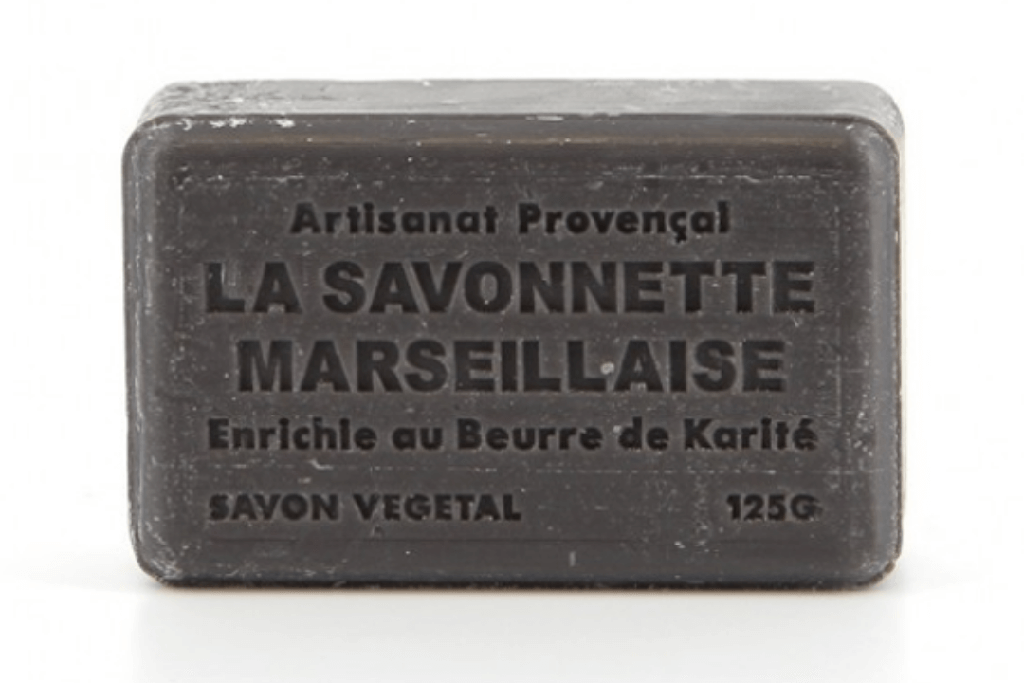 Artisanat Provençal
LA SAVONNETTE
MARSEILLAISE
Enrichie au Beurre de Karité
SAVON VEGETAL 125G